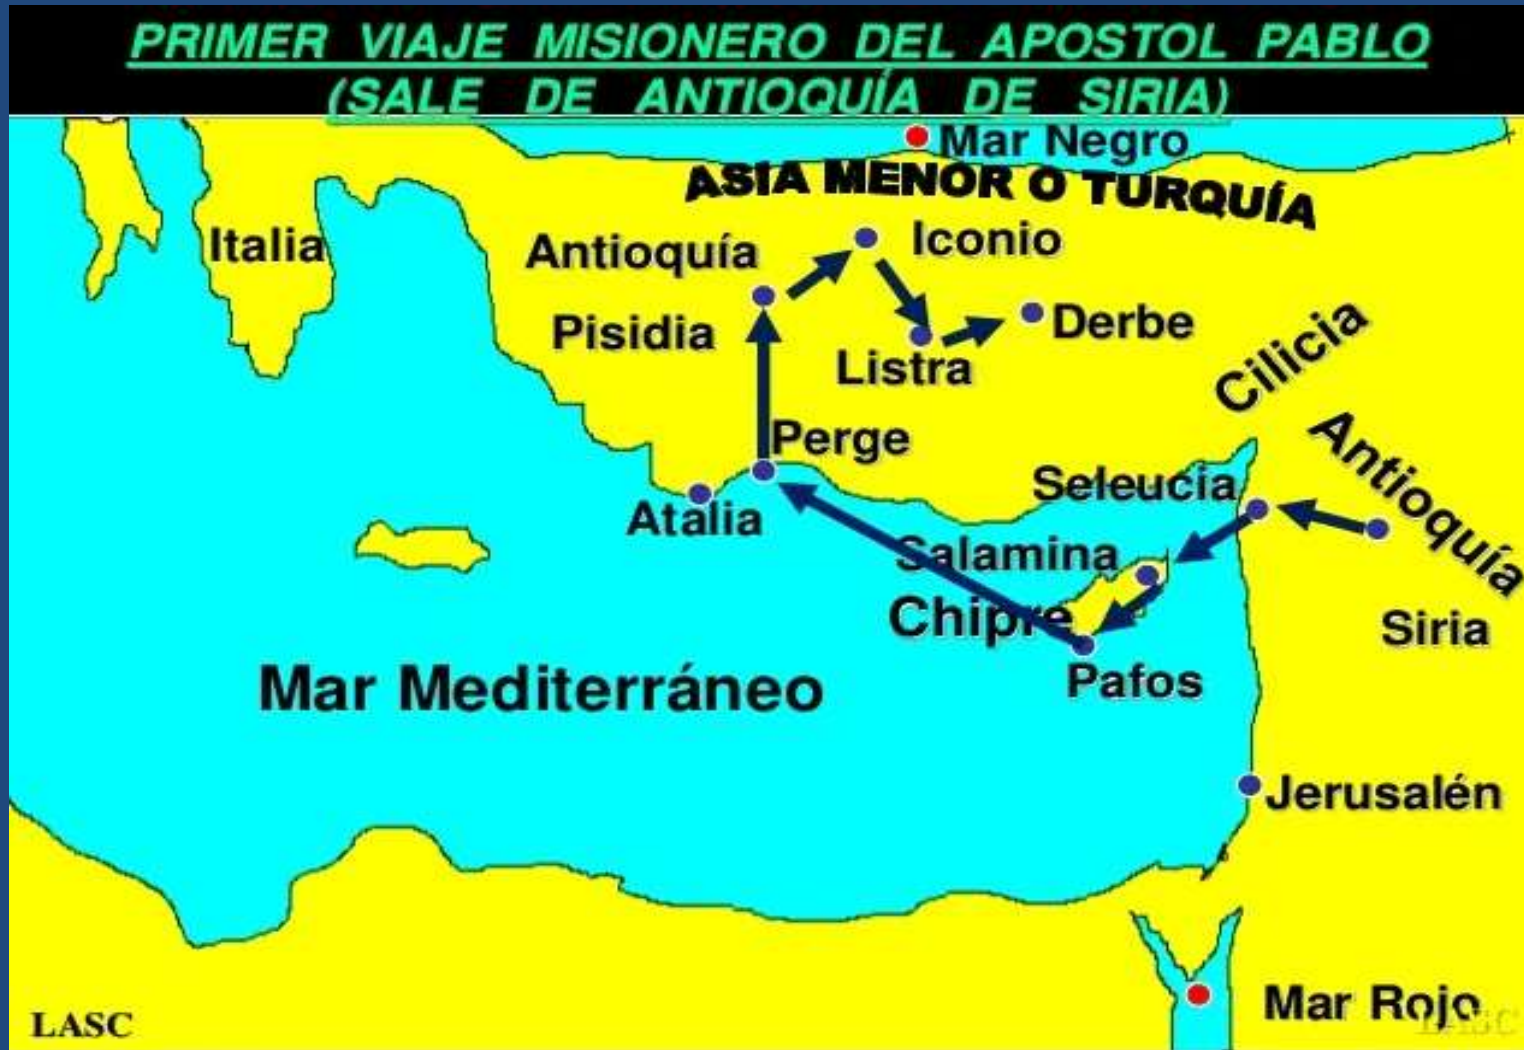 PRIMER VIAJE MISIONERO DEL APOSTOL PABLO
(SALE DE ANTIOQUÍA DE SIRIA)
Mar Negro
ASIA MENOR O TURQUÍA
Italia
Antioquía
Iconio
Pisidia
Derbe
Listra
Cilicia
Perge
Antioquía
Seleucia
Atalia
Salamina
Chipre
Siria
Mar Mediterráneo
Pafos
Jerusalén
Mar Rojo
LASC
LASC